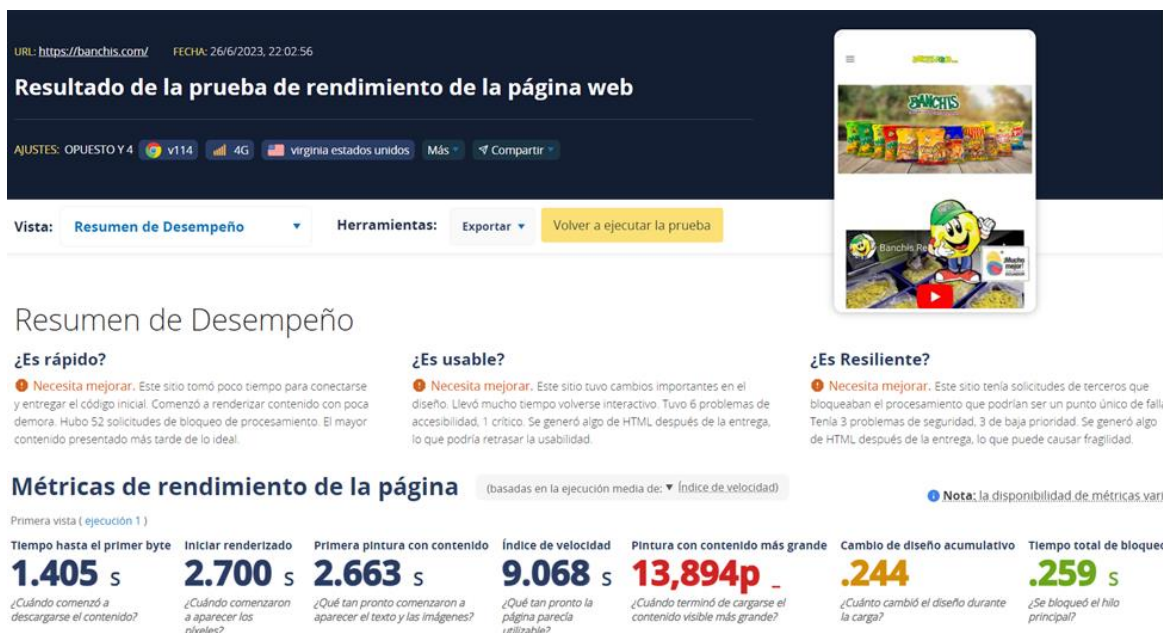 URL: https://banchis.com/ FECHA: 26/6/2023, 22:02:56
Resultado de la prueba de rendimiento de la página web
AJUSTES: OPUESTO Y 4 v114 4G virginia estados unidos Más Compartir
BANCHIS
Banchis Re
¡Mucho
mejor!
ECUADOR
Vista: Resumen de Desempeño Herramientas: Exportar Volver a ejecutar la prueba
Resumen de Desempeño
¿Es rápido?
Necesita mejorar. Este sitio tomó poco tiempo para conectarse
y entregar el código inicial. Comenzó a renderizar contenido con poca
demora. Hubo 52 solicitudes de bloqueo de procesamiento. El mayor
contenido presentado más tarde de lo ideal.
¿Es usable?
Necesita mejorar. Este sitio tuvo cambios importantes en el
diseño. Llevó mucho tiempo volverse interactivo. Tuvo 6 problemas de
accesibilidad, 1 crítico. Se generó algo de HTML después de la entrega,
lo que podría retrasar la usabilidad.
¿Es Resiliente?
Necesita mejorar. Este sitio tenía solicitudes de terceros que
bloqueaban el procesamiento que podrían ser un punto único de falla
Tenía 3 problemas de seguridad, 3 de baja prioridad. Se generó algo
de HTML después de la entrega, lo que puede causar fragilidad.
Métricas de rendimiento de la página (basadas en la ejecución media de: ▼ Índice de velocidad)
Nota: la disponibilidad de métricas vari
Primera vista ( ejecución 1 )
Tiempo hasta el primer byte
1.405 s
¿Cuándo comenzó a
descargarse el contenido?
Iniciar renderizado
2.700 s
¿Cuándo comenzaron
a aparecer los
píxeles?
Primera pintura con contenido
2.663 s
¿Qué tan pronto comenzaron a
aparecer el texto y las imágenes?
Índice de velocidad
9.068 s
¿Qué tan pronto la
página parecía
utilizable?
Pintura con contenido más grande
13,894p _
¿Cuándo terminó de cargarse el
contenido visible más grande?
Cambio de diseño acumulativo
.244
¿Cuánto cambió el diseño durante
la carga?
Tiempo total de bloqueo
.259 s
¿Se bloqueó el hilo
principal?